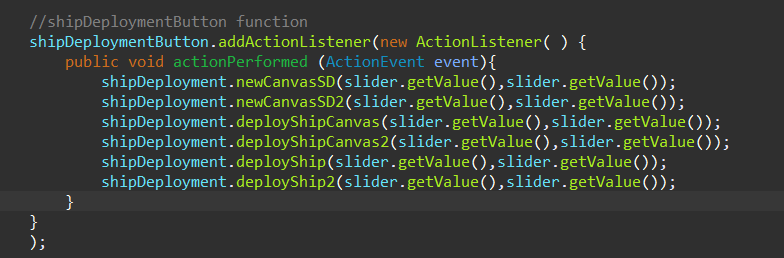 //shipDeploymentButton function
shipDeploymentButton.addActionListener(new ActionListener( ) {
public void actionPerformed (ActionEvent event){
shipDeployment.newCanvasSD(slider.getValue(),slider.getValue());
shipDeployment.newCanvasSD2(slider.getValue(),slider.getValue());
shipDeployment.deployShipCanvas(slider.getValue(),slider.getValue());
shipDeployment.deployShipCanvas2(slider.getValue(),slider.getValue());
shipDeployment.deployShip(slider.getValue(),slider.getValue());
shipDeployment.deployShip2(slider.getValue(),slider.getValue());
}
}
);